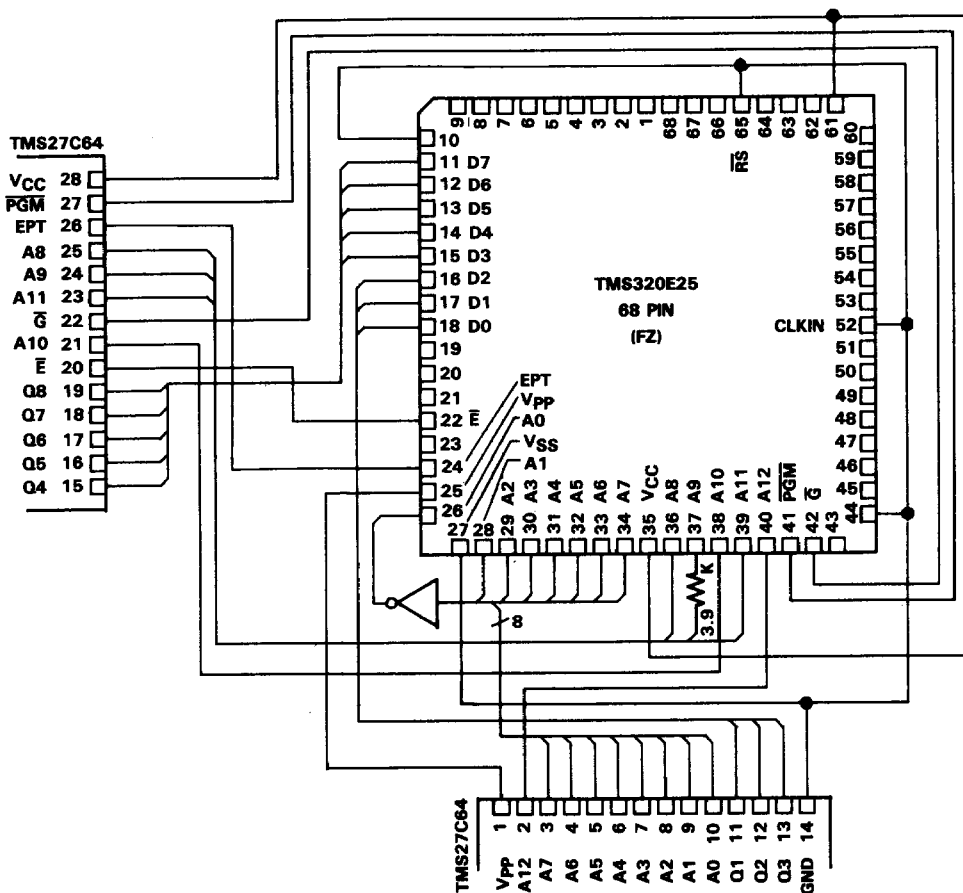 9 8 7 6 5 4 3 2 1 68 67 66 65 64 63 62 61
R̅S̅
TMS27C64
VCC 28
P̅G̅M̅ 27
EPT 26
A8 25
A9 24
A11 23
G̅ 22
A10 21
E̅ 20
Q8 19
Q7 18
Q6 17
Q5 16
Q4 15
10
11 D7
12 D6
13 D5
14 D4
15 D3
16 D2
17 D1
18 D0
19
20
21
22 E̅
23
24
25
26
EPT
VPP
A0
VSS
A1
TMS320E25
68 PIN
(FZ)
60
59
58
57
56
55
54
53
CLKIN 52
51
50
49
48
47
46
45
44
A2 A3 A4 A5 A6 A7 VCC A8 A9 A10 A11 A12 P̅G̅M̅ G̅
27 28 29 30 31 32 33 34 35 36 37 38 39 40 41 42 43
3.9 K
8
TMS27C64
1 2 3 4 5 6 7 8 9 10 11 12 13 14
VPP A12 A7 A6 A5 A4 A3 A2 A1 A0 Q1 Q2 Q3 GND